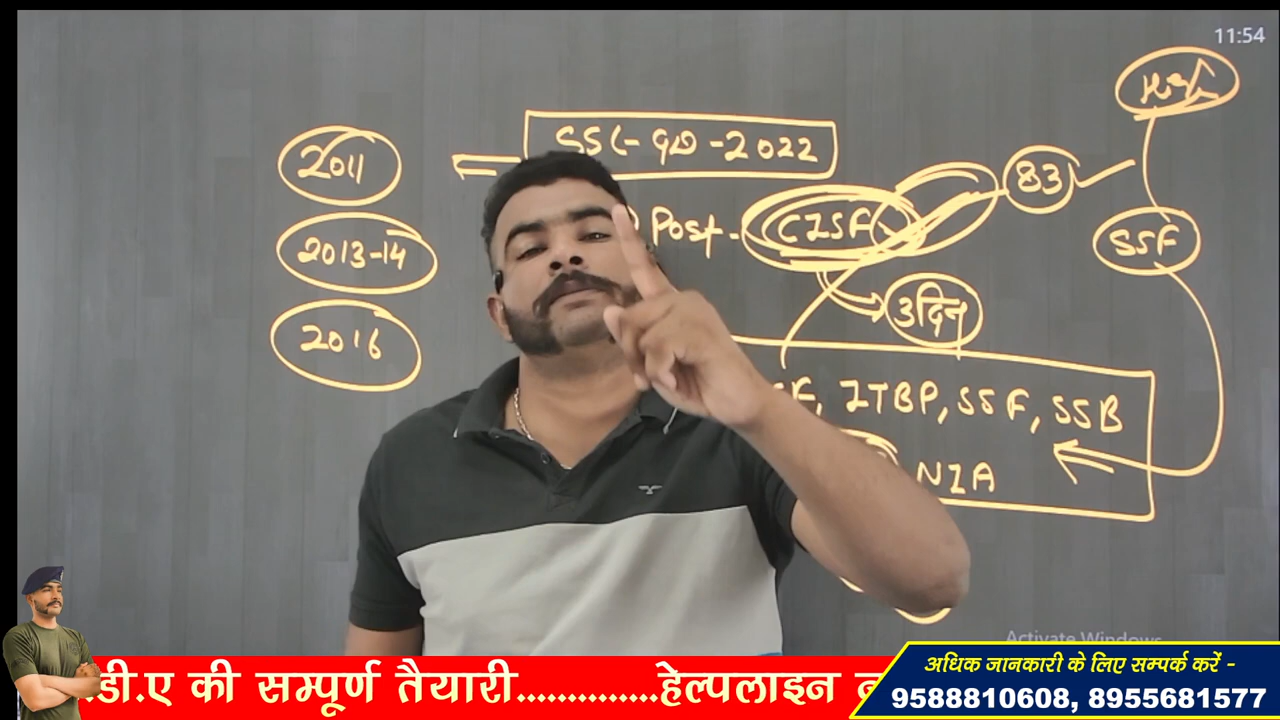 11:54
SSC-GD-2022
2011
2013-14
2016
Post- CISF
83
SSF
3दिन
F, ITBP, SSF, SSB
NIA
Activate Windows
.डी.ए की सम्पूर्ण तैयारी..............हेल्पलाइन न
अधिक जानकारी के लिए सम्पर्क करें -
9588810608, 8955681577